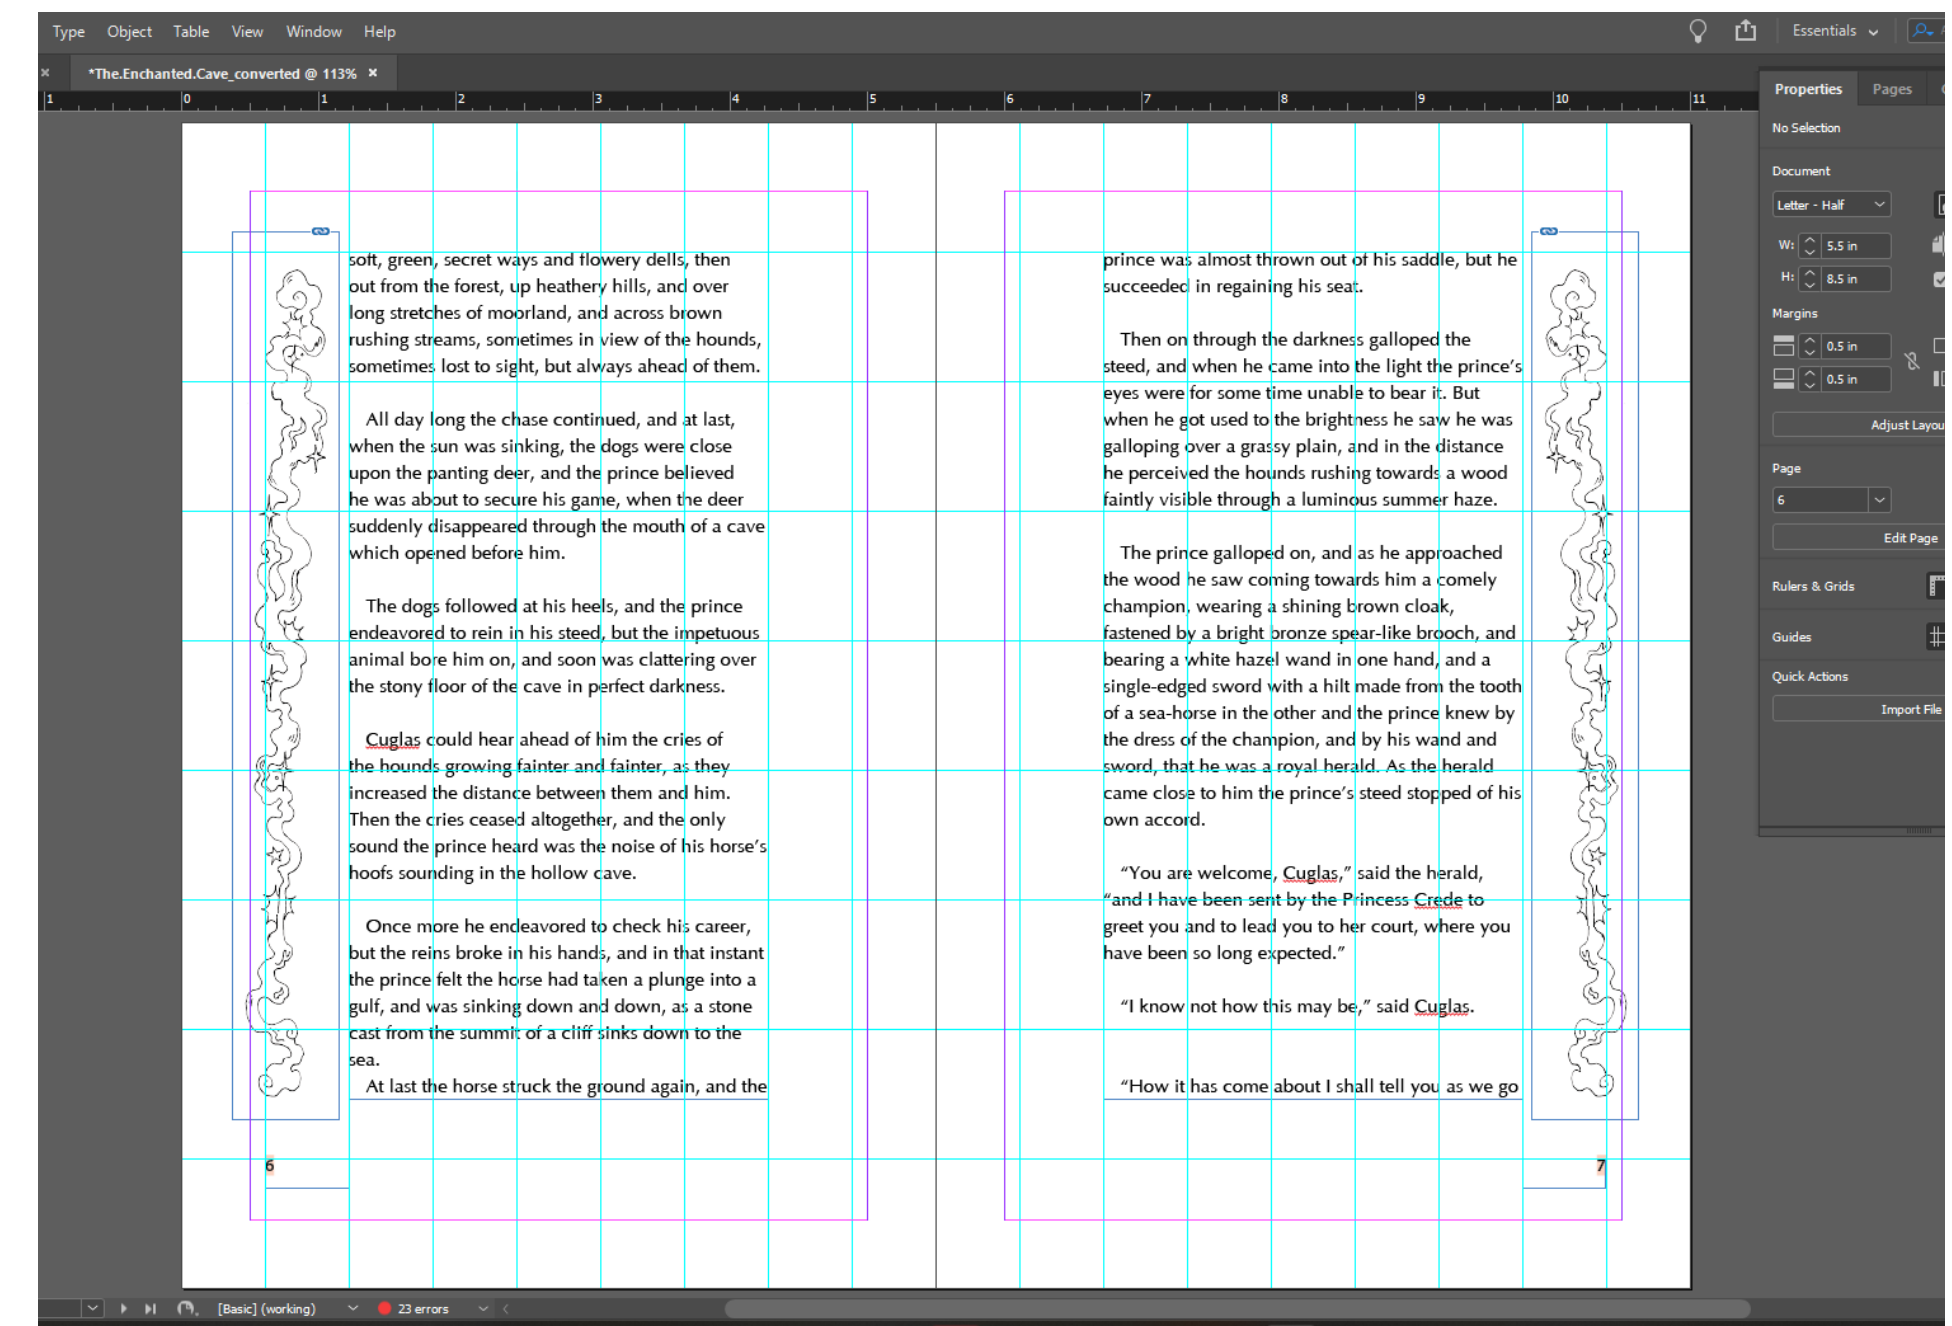 Type Object Table View Window Help
Essentials
*The.Enchanted.Cave_converted @ 113% ×
1 0 1 2 3 4 5 6 7 8 9 10 11
soft, green, secret ways and flowery dells, then
out from the forest, up heathery hills, and over
long stretches of moorland, and across brown
rushing streams, sometimes in view of the hounds,
sometimes lost to sight, but always ahead of them.
All day long the chase continued, and at last,
when the sun was sinking, the dogs were close
upon the panting deer, and the prince believed
he was about to secure his game, when the deer
suddenly disappeared through the mouth of a cave
which opened before him.
The dogs followed at his heels, and the prince
endeavored to rein in his steed, but the impetuous
animal bore him on, and soon was clattering over
the stony floor of the cave in perfect darkness.
Cuglas could hear ahead of him the cries of
the hounds growing fainter and fainter, as they
increased the distance between them and him.
Then the cries ceased altogether, and the only
sound the prince heard was the noise of his horse’s
hoofs sounding in the hollow cave.
Once more he endeavored to check his career,
but the reins broke in his hands, and in that instant
the prince felt the horse had taken a plunge into a
gulf, and was sinking down and down, as a stone
cast from the summit of a cliff sinks down to the
sea.
At last the horse struck the ground again, and the
6
prince was almost thrown out of his saddle, but he
succeeded in regaining his seat.
Then on through the darkness galloped the
steed, and when he came into the light the prince’s
eyes were for some time unable to bear it. But
when he got used to the brightness he saw he was
galloping over a grassy plain, and in the distance
he perceived the hounds rushing towards a wood
faintly visible through a luminous summer haze.
The prince galloped on, and as he approached
the wood he saw coming towards him a comely
champion, wearing a shining brown cloak,
fastened by a bright bronze spear-like brooch, and
bearing a white hazel wand in one hand, and a
single-edged sword with a hilt made from the tooth
of a sea-horse in the other and the prince knew by
the dress of the champion, and by his wand and
sword, that he was a royal herald. As the herald
came close to him the prince’s steed stopped of his
own accord.
“You are welcome, Cuglas,” said the herald,
“and I have been sent by the Princess Crede to
greet you and to lead you to her court, where you
have been so long expected.”
“I know not how this may be,” said Cuglas.
“How it has come about I shall tell you as we go
7
Properties Pages
No Selection
Document
Letter - Half
W: 5.5 in
H: 8.5 in
Margins
0.5 in
0.5 in
Adjust Layou
Page
6
Edit Page
Rulers & Grids
Guides
Quick Actions
Import File
[Basic] (working) 23 errors